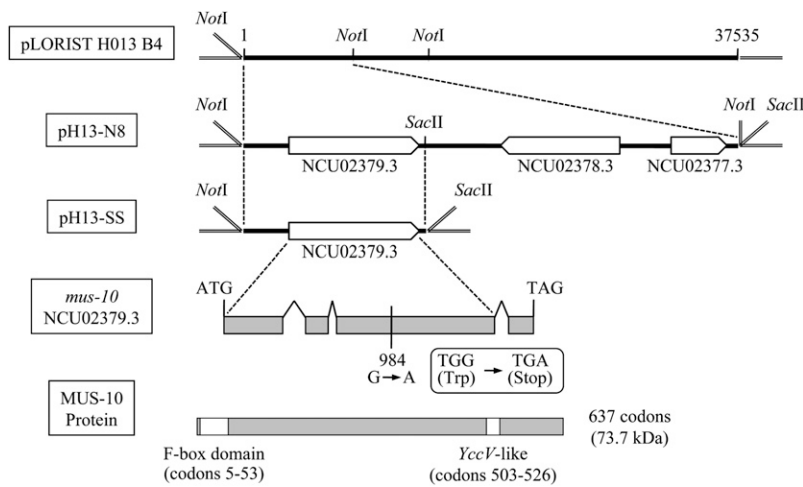 NotI
pLORIST H013 B4
1
NotI
NotI
37535
NotI
pH13-N8
SacII
NotI
SacII
NCU02379.3
NCU02378.3
NCU02377.3
NotI
pH13-SS
SacII
NCU02379.3
mus-10
NCU02379.3
ATG
TAG
984
G→A
TGG → TGA
(Trp) (Stop)
MUS-10
Protein
637 codons
(73.7 kDa)
F-box domain
(codons 5-53)
YccV-like
(codons 503-526)